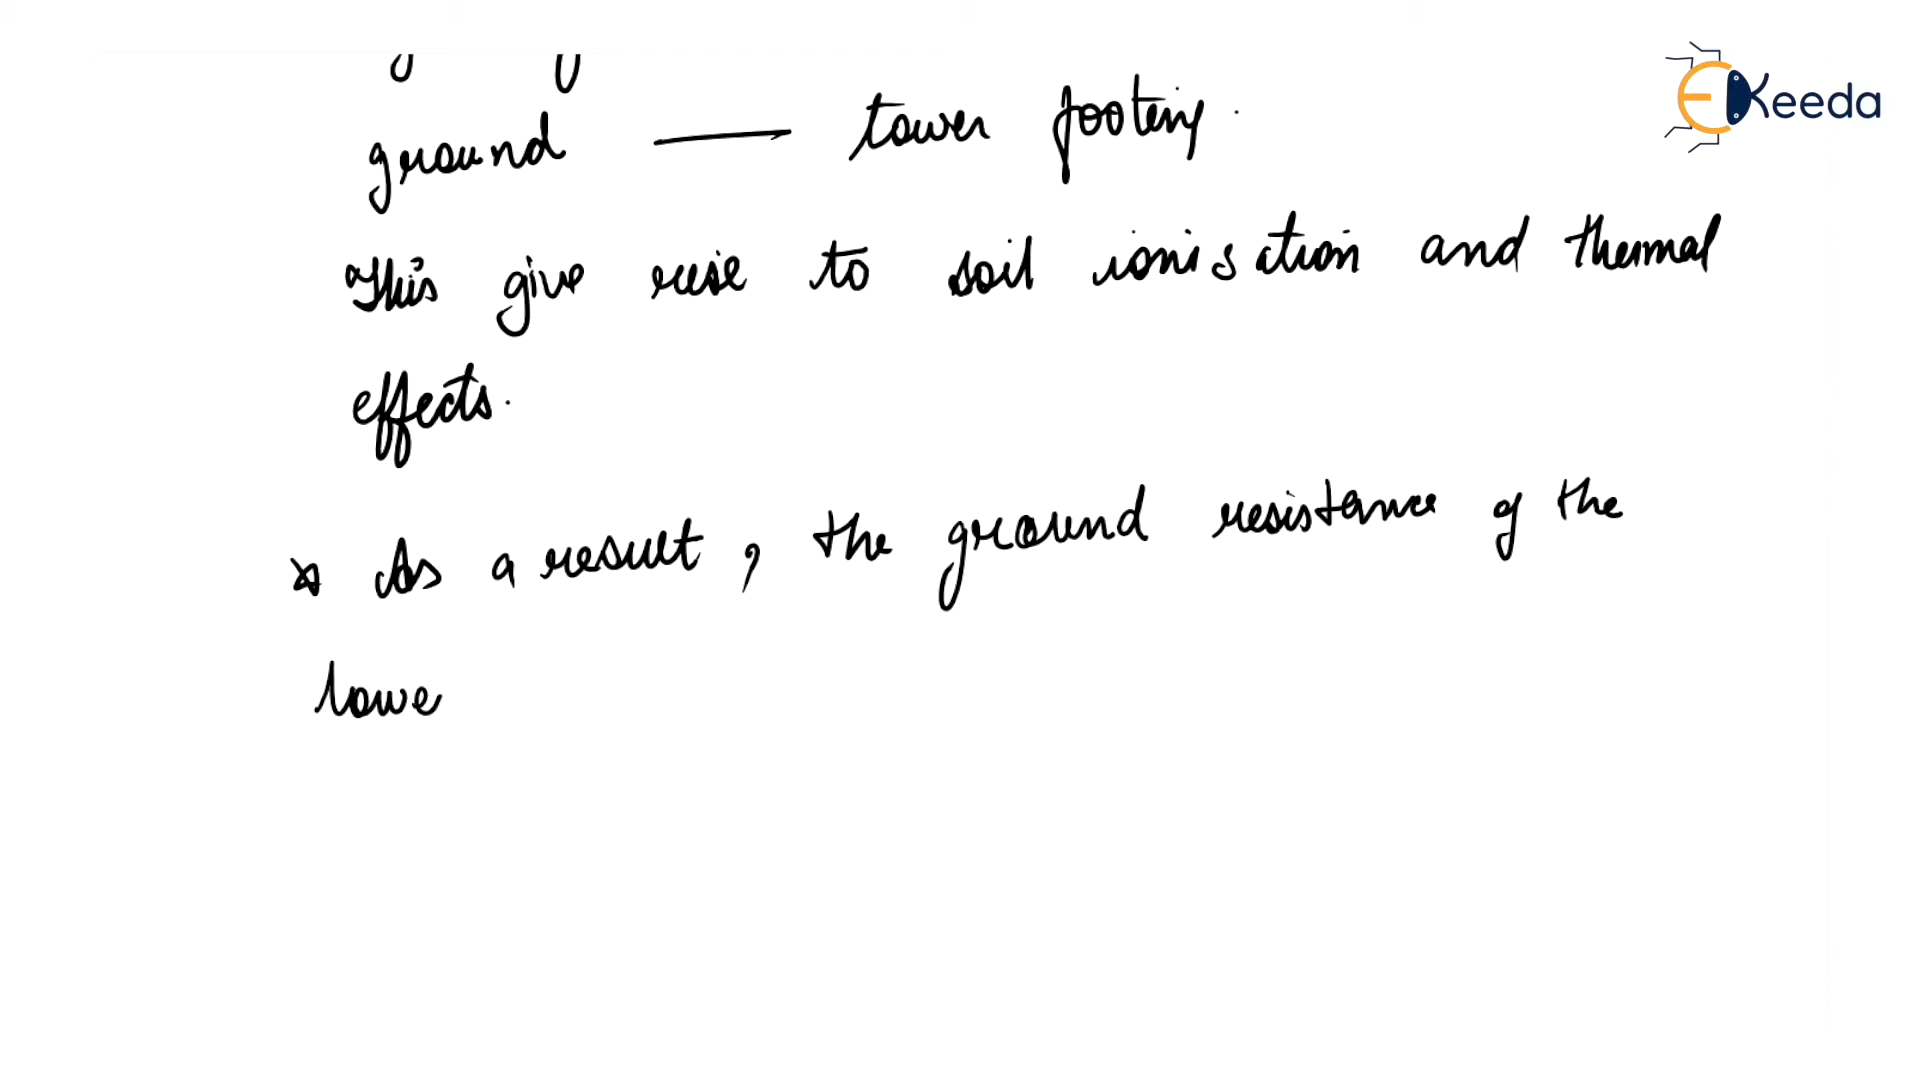 Keeda
ground — tower footing.
This give rise to soil ionisation and thermal
effects.
* As a result, the ground resistance of the
towe